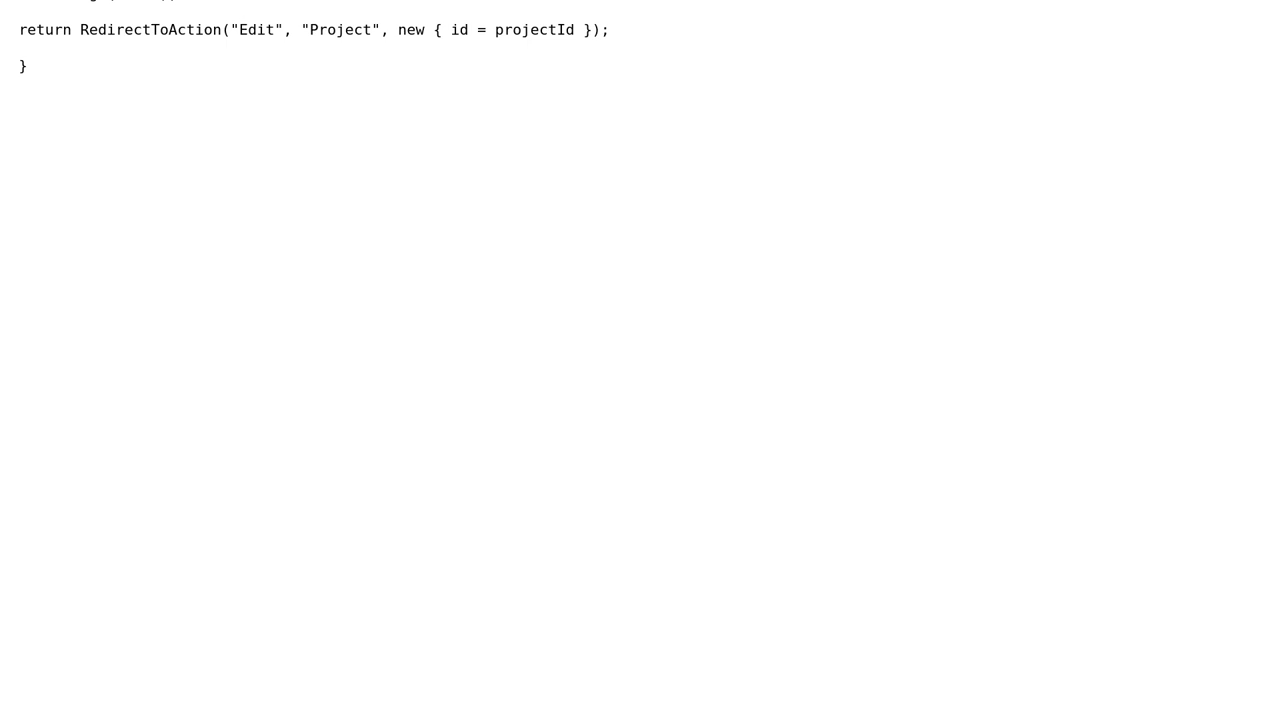 return RedirectToAction("Edit", "Project", new { id = projectId });
}